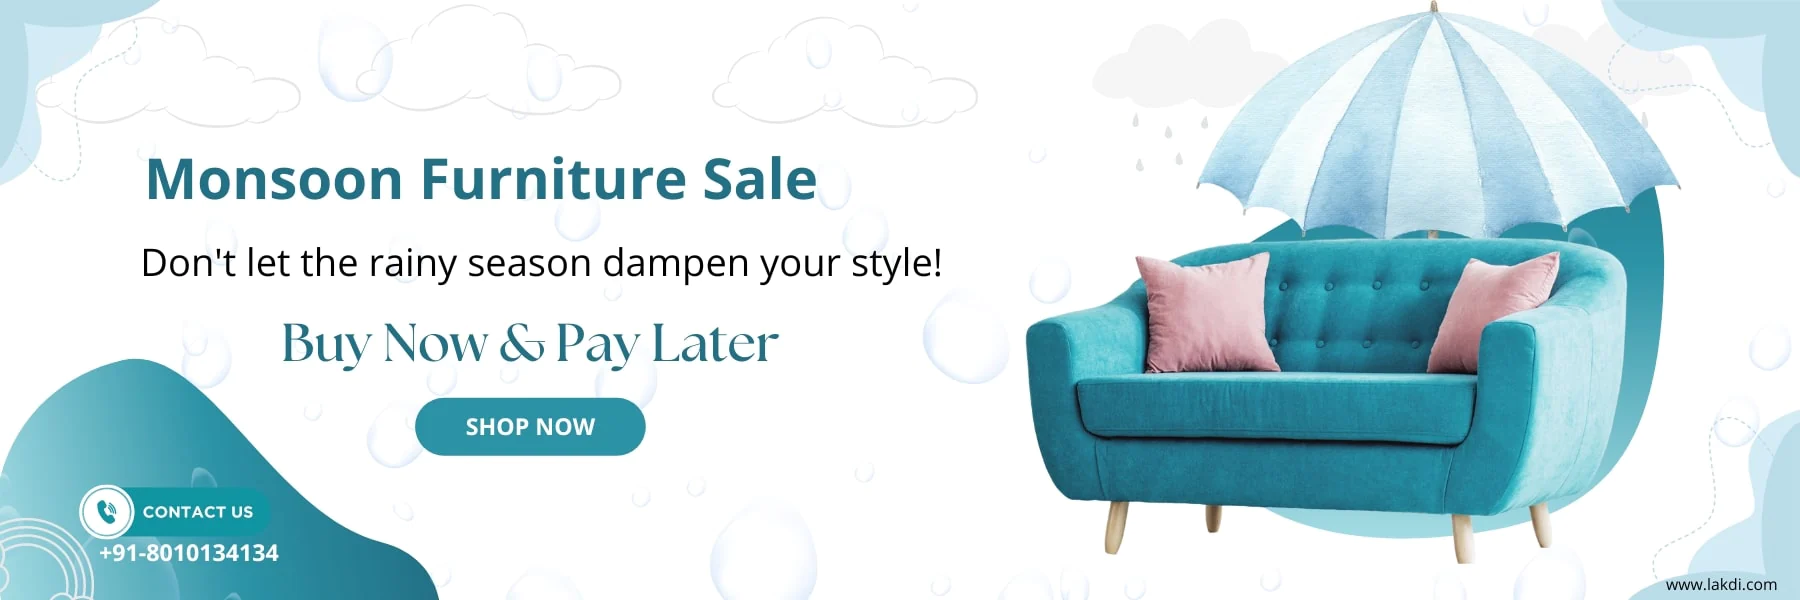 Monsoon Furniture Sale
Don't let the rainy season dampen your style!
Buy Now & Pay Later
SHOP NOW
CONTACT US
+91-8010134134
www.lakdi.com